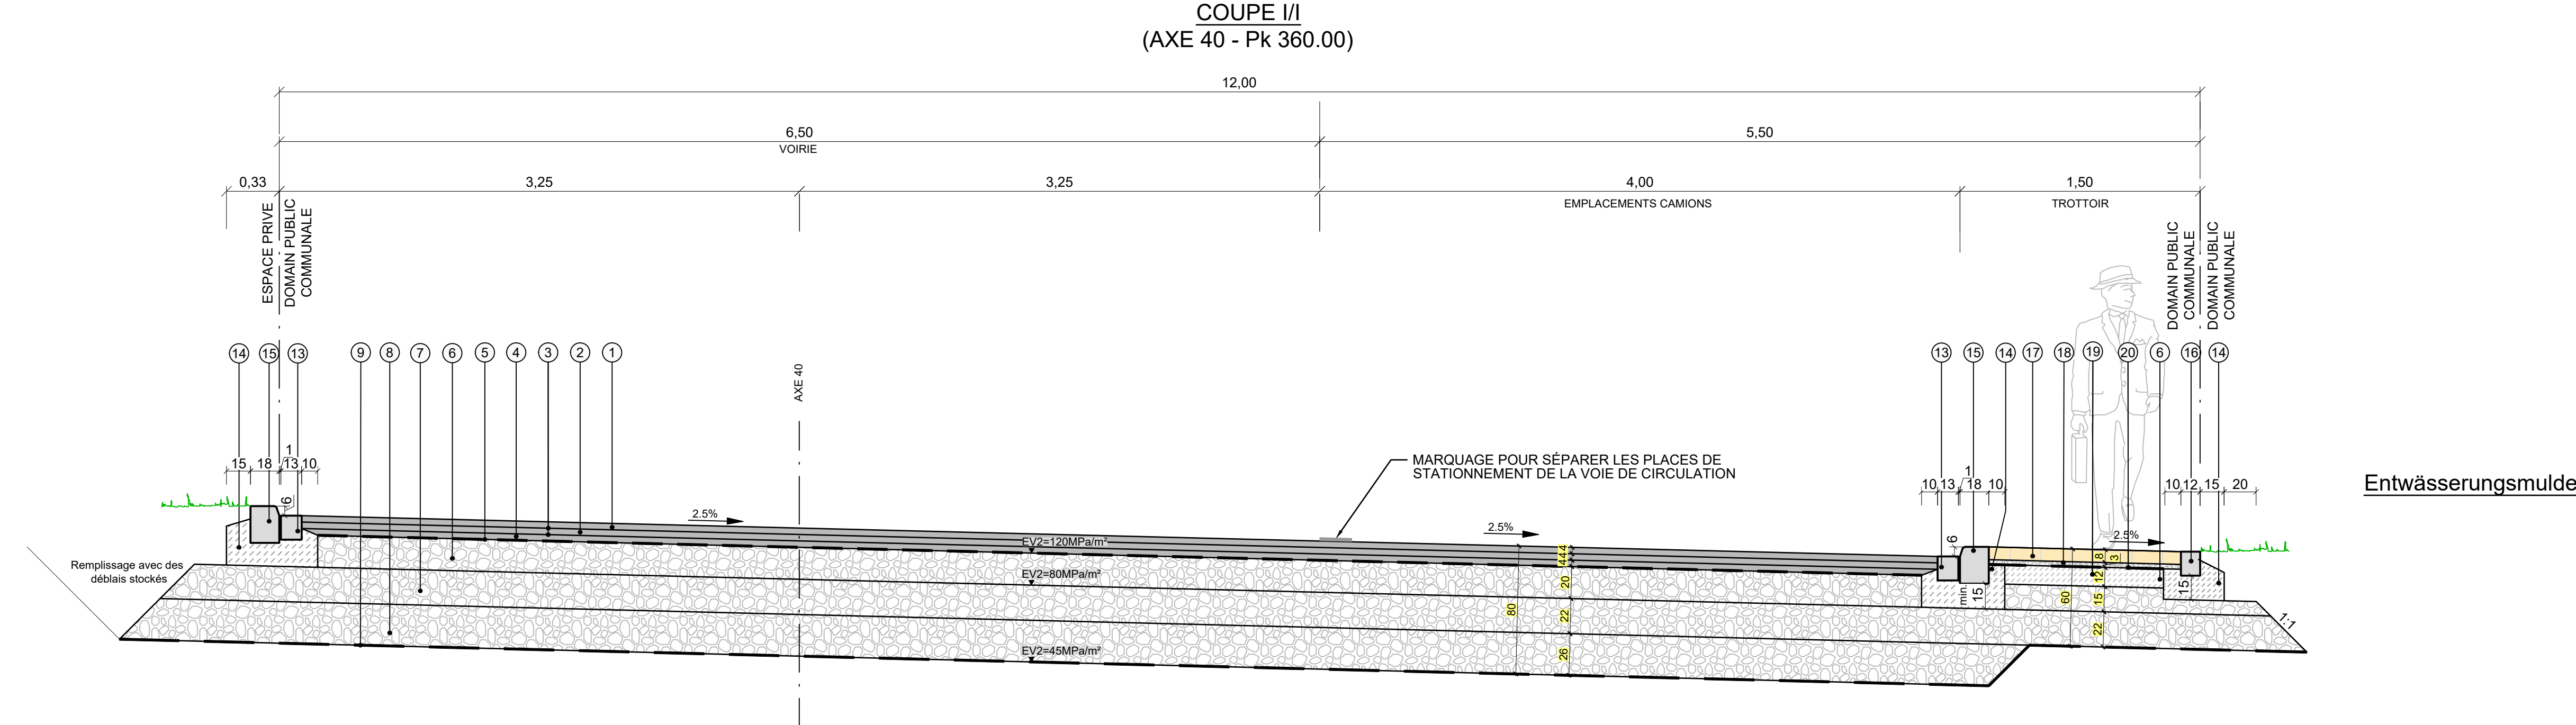 COUPE I/I
(AXE 40 - Pk 360.00)
12,00
6,50
5,50
VOIRIE
0,33
3,25
3,25
4,00
1,50
EMPLACEMENTS CAMIONS
TROTTOIR
ESPACE PRIVE
DOMAIN PUBLIC
COMMUNALE
DOMAIN PUBLIC
COMMUNALE
DOMAIN PUBLIC
COMMUNALE
14
15
13
9
8
7
6
5
4
3
2
1
13
15
14
17
18
19
20
6
16
14
AXE 40
15
18
1
13
10
6
MARQUAGE POUR SÉPARER LES PLACES DE
STATIONNEMENT DE LA VOIE DE CIRCULATION
10
13
1
18
10
10
12
15
20
Entwässerungsmulde
2.5%
2.5%
2.5%
6
EV2=120MPa/m²
EV2=80MPa/m²
EV2=45MPa/m²
Remplissage avec des
déblais stockés
4
4
4
20
22
26
80
min.
15
8
3
12
15
22
60
15
1:1